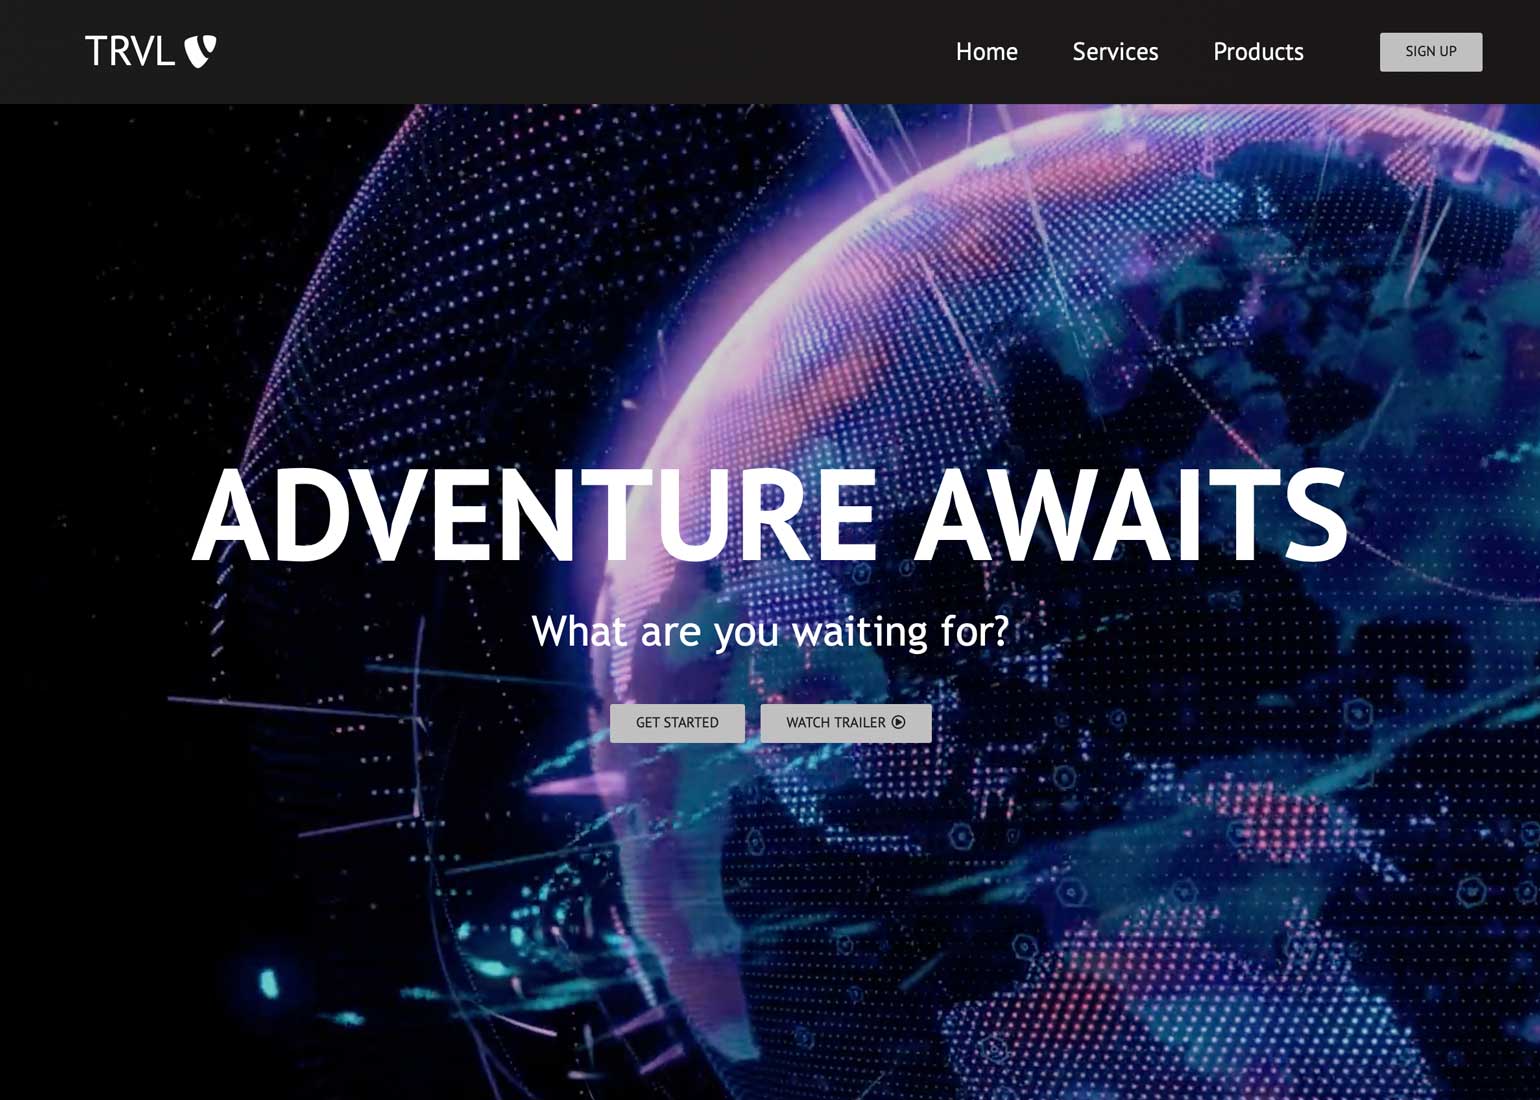 TRVL
Home Services Products SIGN UP
ADVENTURE AWAITS
What are you waiting for?
GET STARTED WATCH TRAILER